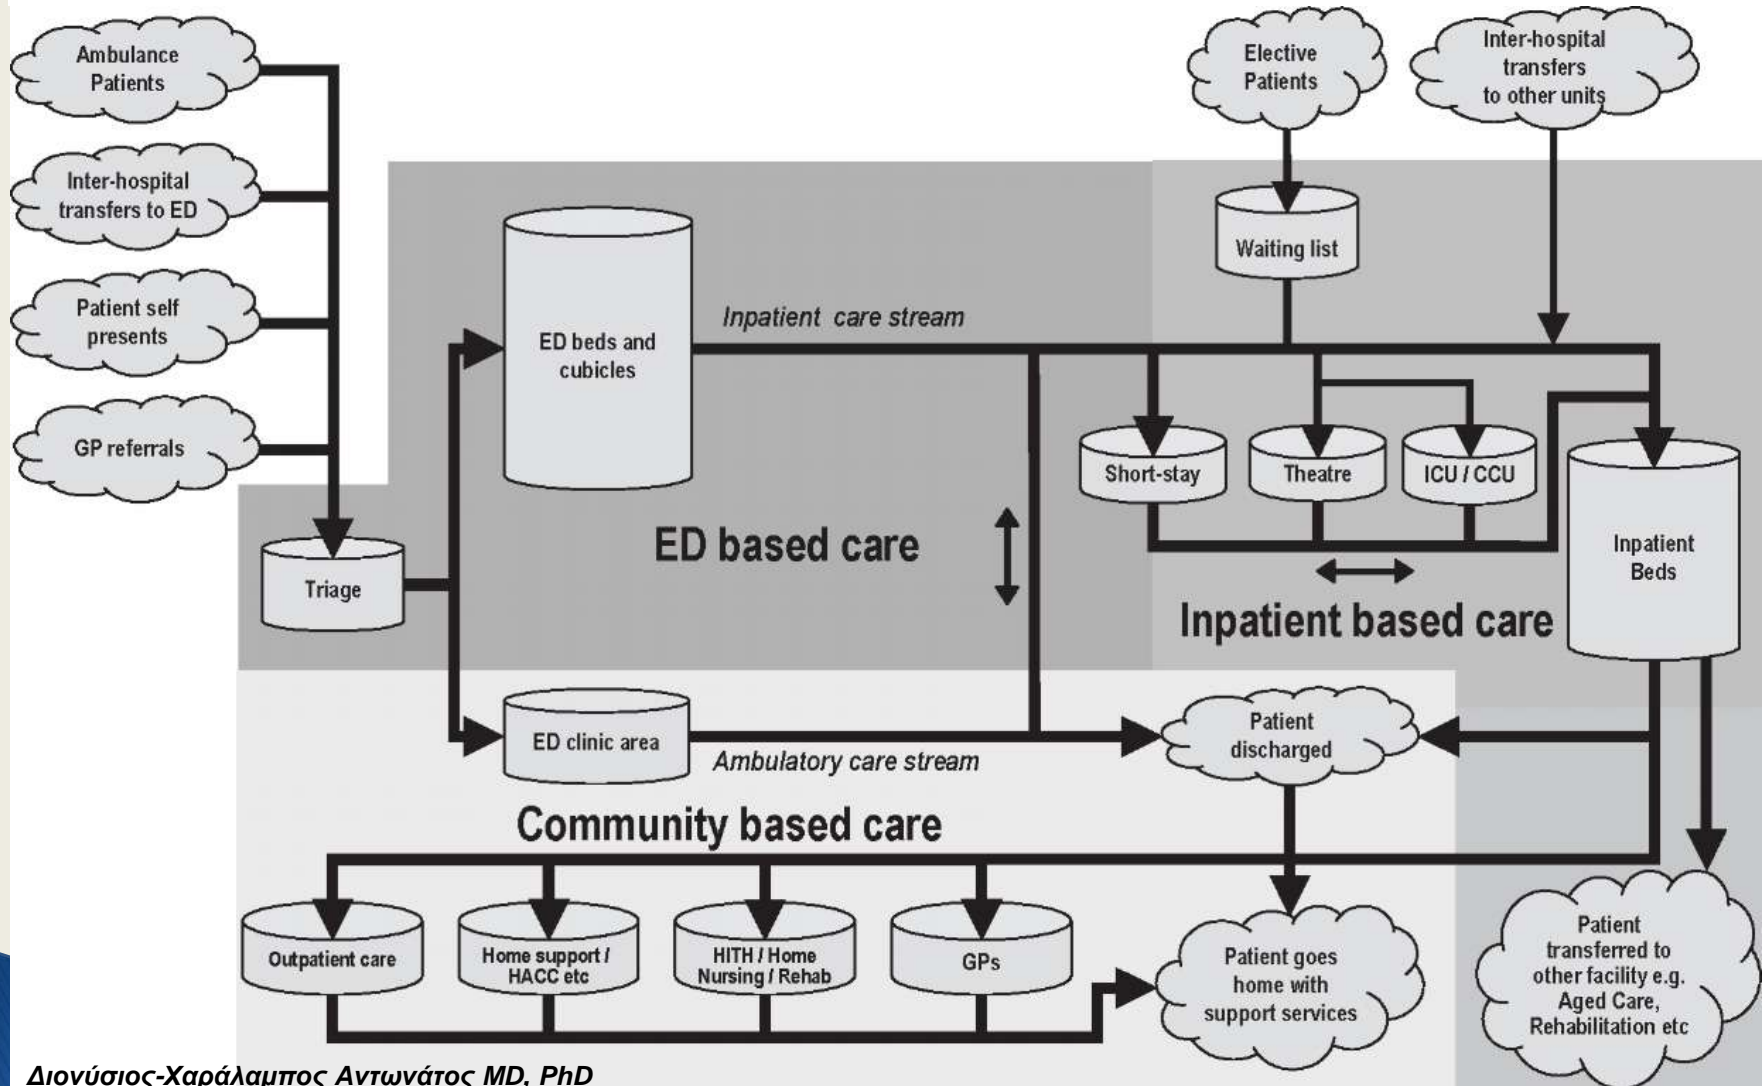 Ambulance
Patients
Inter-hospital
transfers to ED
Patient self
presents
GP referrals
Triage
Elective
Patients
Inter-hospital
transfers
to other units
Waiting list
ED beds and
cubicles
Inpatient care stream
Short-stay
Theatre
ICU / CCU
Inpatient
Beds
ED based care
Inpatient based care
ED clinic area
Ambulatory care stream
Patient
discharged
Community based care
Outpatient care
Home support /
HACC etc
HITH / Home
Nursing / Rehab
GPs
Patient goes
home with
support services
Patient
transferred to
other facility e.g.
Aged Care,
Rehabilitation etc
Διονύσιος-Χαράλαμπος Αντωνάτος MD, PhD